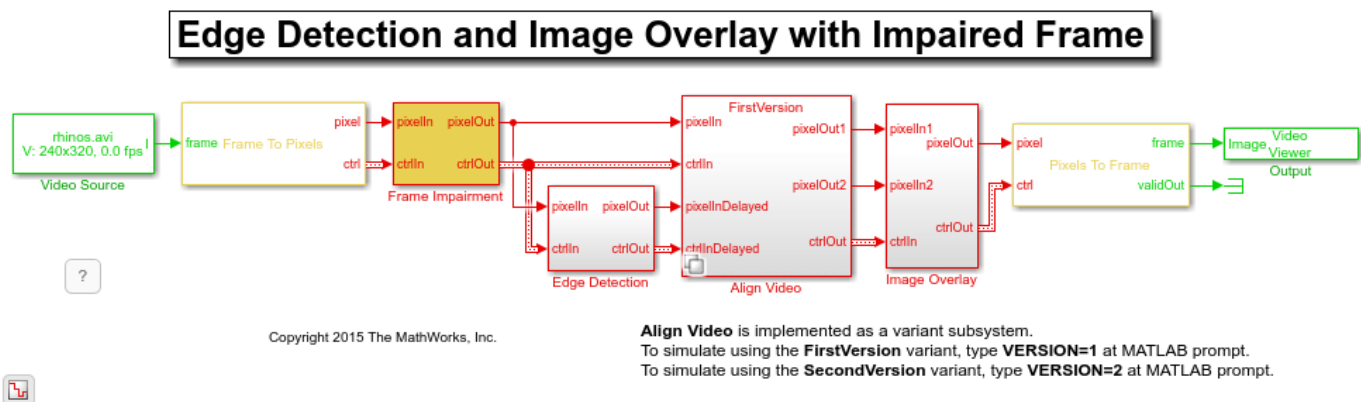 Edge Detection and Image Overlay with Impaired Frame
rhinos.avi
V: 240x320, 0.0 fps
I
Video Source
frame
Frame To Pixels
pixel
ctrl
pixelIn
pixelOut
ctrlIn
ctrlOut
Frame Impairment
pixelIn
pixelOut
ctrlIn
ctrlOut
Edge Detection
FirstVersion
pixelIn
pixelOut1
ctrlIn
pixelOut2
pixelInDelayed
ctrlOut
ctrlInDelayed
Align Video
pixelIn1
pixelOut
pixelIn2
ctrlOut
ctrlIn
Image Overlay
pixel
frame
Pixels To Frame
ctrl
validOut
Image
Video
Viewer
Output
?
Copyright 2015 The MathWorks, Inc.
Align Video is implemented as a variant subsystem.
To simulate using the FirstVersion variant, type VERSION=1 at MATLAB prompt.
To simulate using the SecondVersion variant, type VERSION=2 at MATLAB prompt.